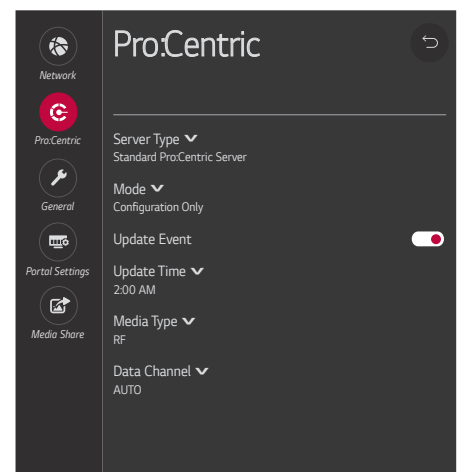 Pro:Centric
Network
Pro:Centric
General
Portal Settings
Media Share
Server Type
Standard Pro:Centric Server
Mode
Configuration Only
Update Event
Update Time
2:00 AM
Media Type
RF
Data Channel
AUTO